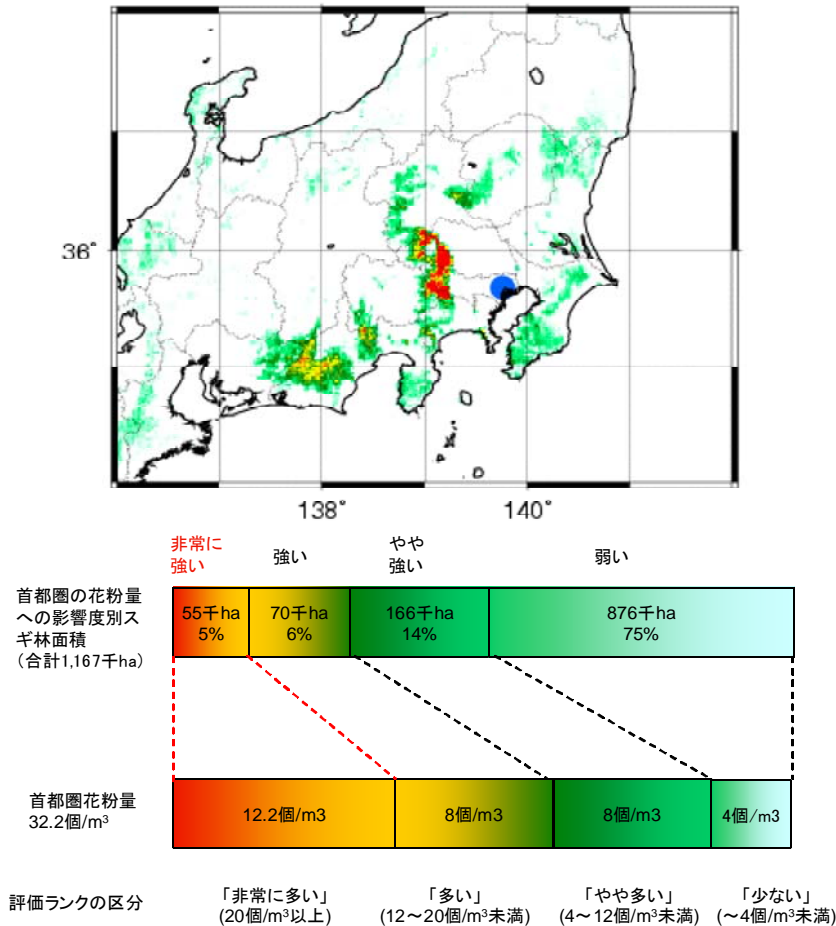 36°
138°
140°
非常に
強い
強い
やや
強い
弱い
首都圏の花粉量
への影響度別ス
ギ林面積
（合計1,167千ha）
55千ha
5%
70千ha
6%
166千ha
14%
876千ha
75%
首都圏花粉量
32.2個/m³
12.2個/m3
8個/m3
8個/m3
4個/m3
評価ランクの区分
「非常に多い」
(20個/m³以上)
「多い」
(12～20個/m³未満)
「やや多い」
(4～12個/m³未満)
「少ない」
(～4個/m³未満)